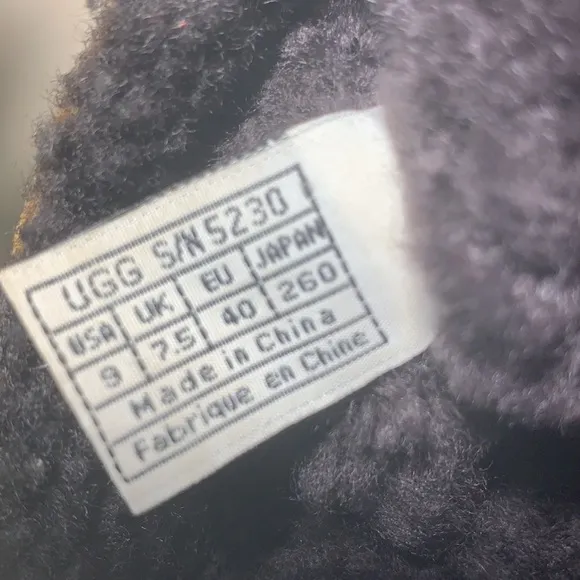 UGG S/N 5230
USA UK EU JAPAN
9 7.5 40 260
Made in China
Fabrique en Chine